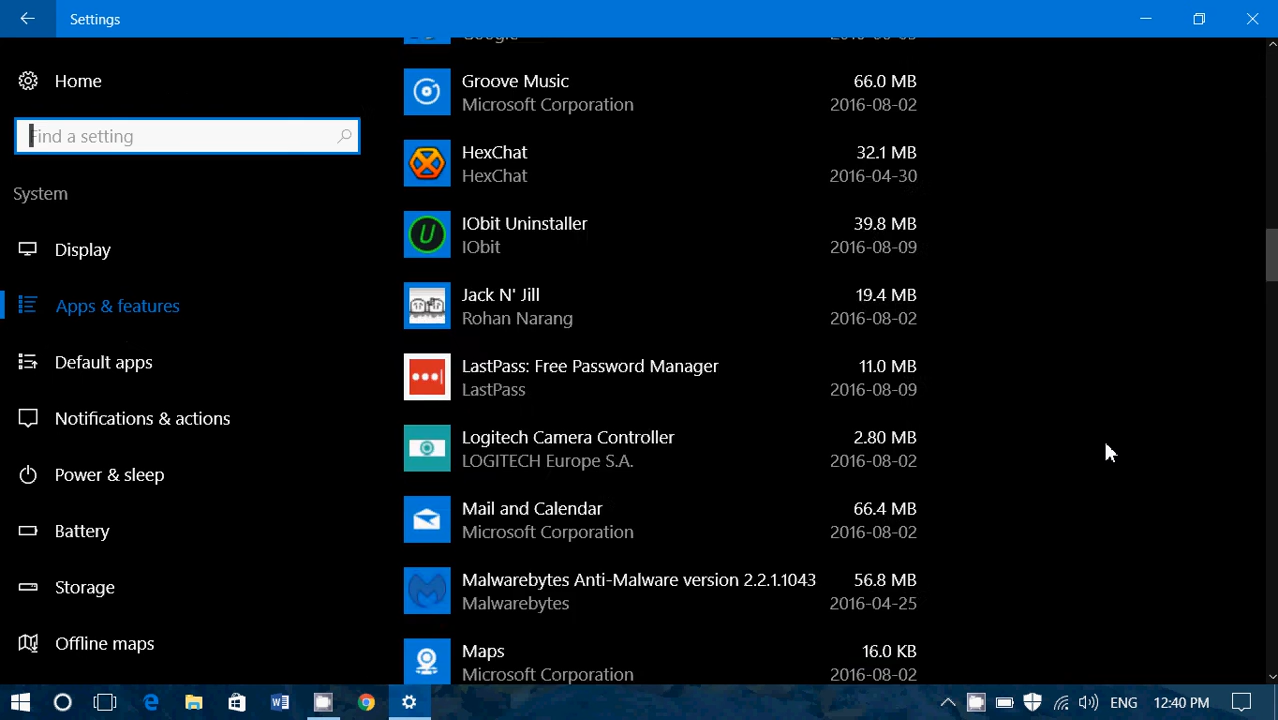 Settings
Home
Find a setting
System
Display
Apps & features
Default apps
Notifications & actions
Power & sleep
Battery
Storage
Offline maps
Google
Groove Music 66.0 MB
Microsoft Corporation 2016-08-02
HexChat 32.1 MB
HexChat 2016-04-30
IObit Uninstaller 39.8 MB
IObit 2016-08-09
Jack N' Jill 19.4 MB
Rohan Narang 2016-08-02
LastPass: Free Password Manager 11.0 MB
LastPass 2016-08-09
Logitech Camera Controller 2.80 MB
LOGITECH Europe S.A. 2016-08-02
Mail and Calendar 66.4 MB
Microsoft Corporation 2016-08-02
Malwarebytes Anti-Malware version 2.2.1.1043 56.8 MB
Malwarebytes 2016-04-25
Maps 16.0 KB
Microsoft Corporation 2016-08-02
ENG 12:40 PM